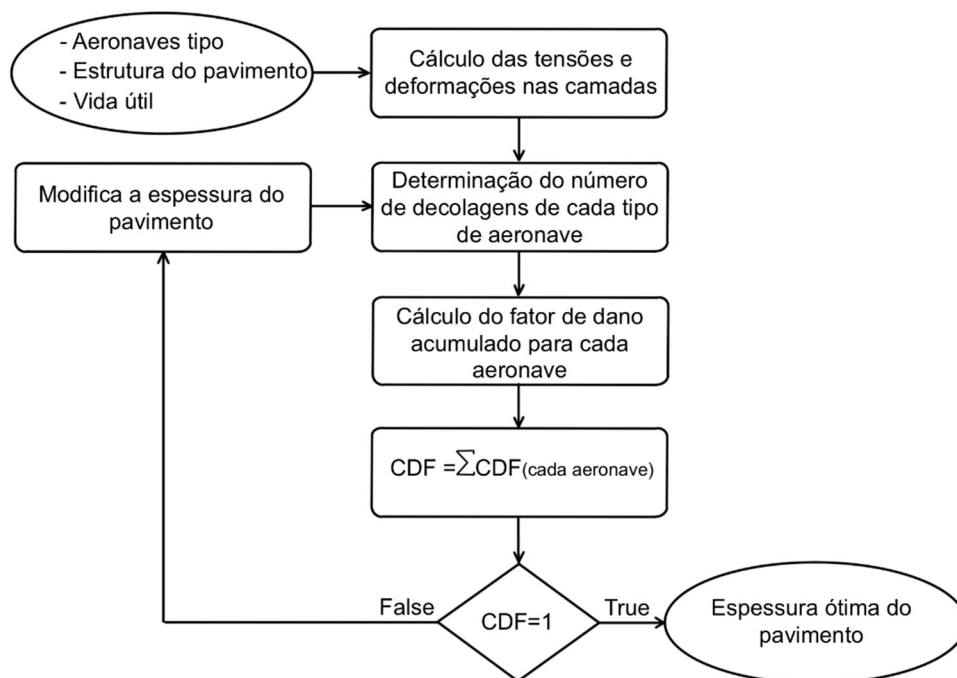 - Aeronaves tipo
- Estrutura do pavimento
- Vida útil
Cálculo das tensões e
deformações nas camadas
Modifica a espessura do
pavimento
Determinação do número
de decolagens de cada tipo
de aeronave
Cálculo do fator de dano
acumulado para cada
aeronave
CDF =∑CDF(cada aeronave)
False
CDF=1
True
Espessura ótima do
pavimento